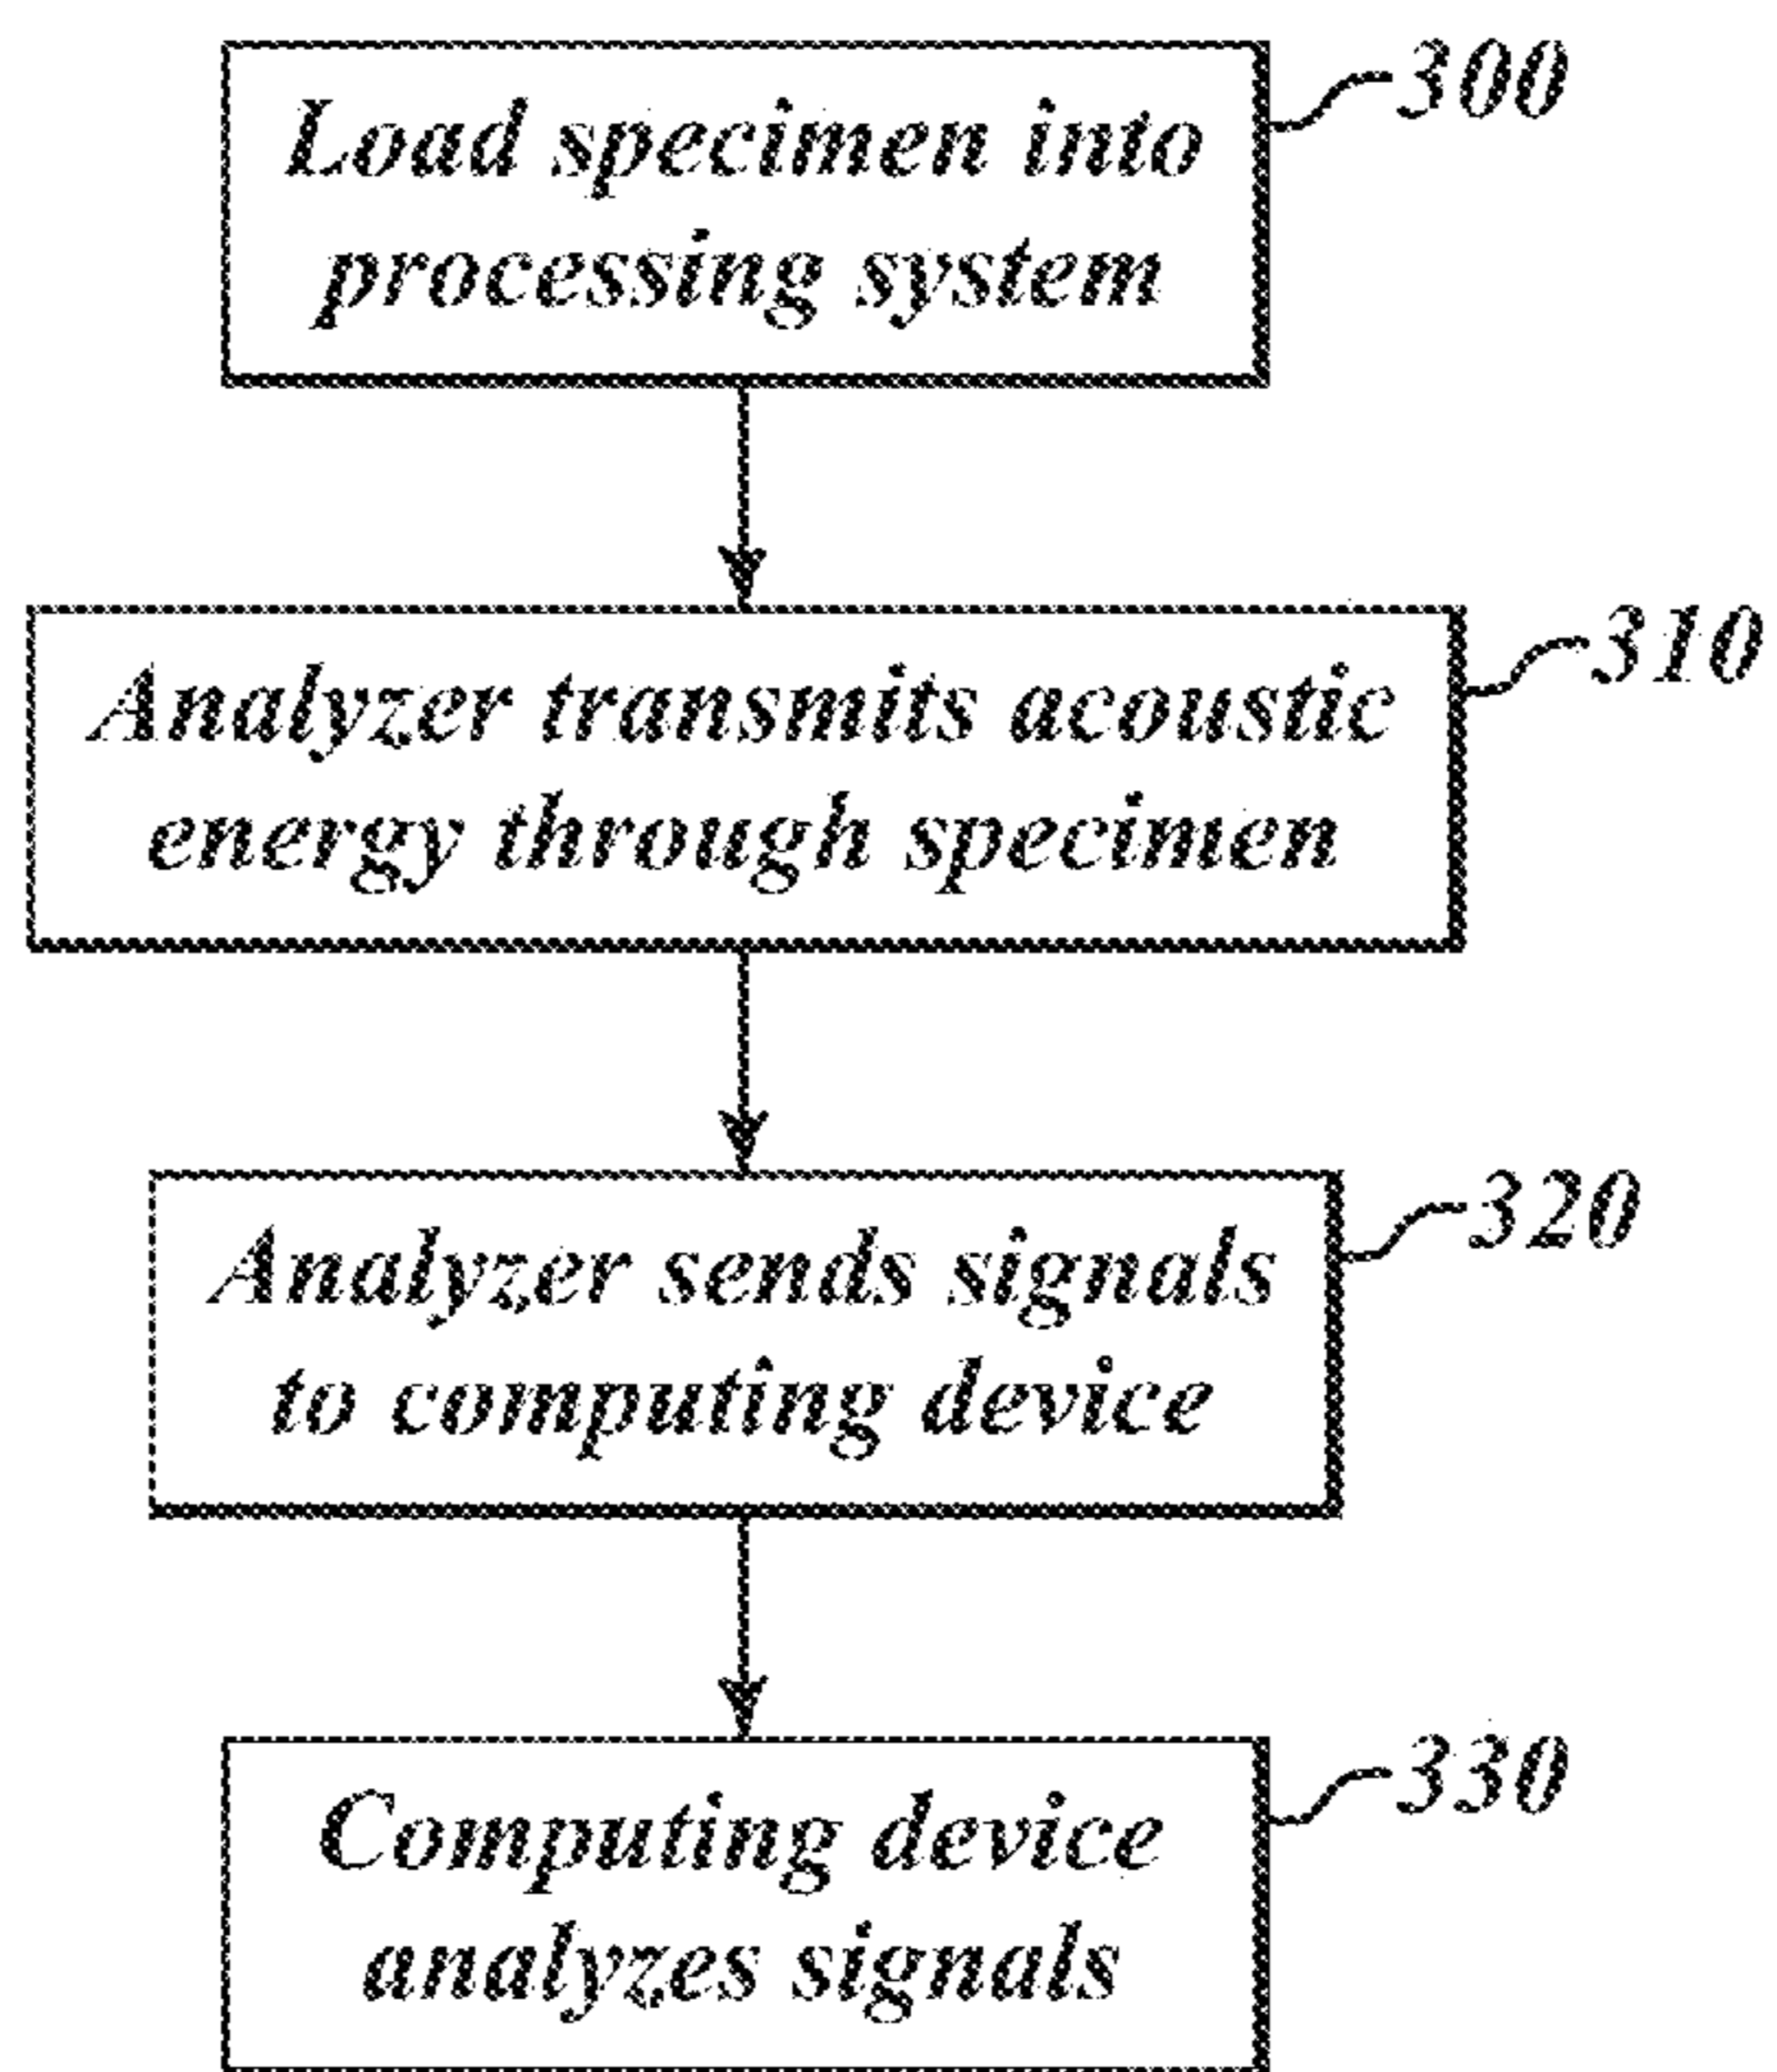 Load specimen into
processing system
300
Analyzer transmits acoustic
energy through specimen
310
Analyzer sends signals
to computing device
320
Computing device
analyzes signals
330